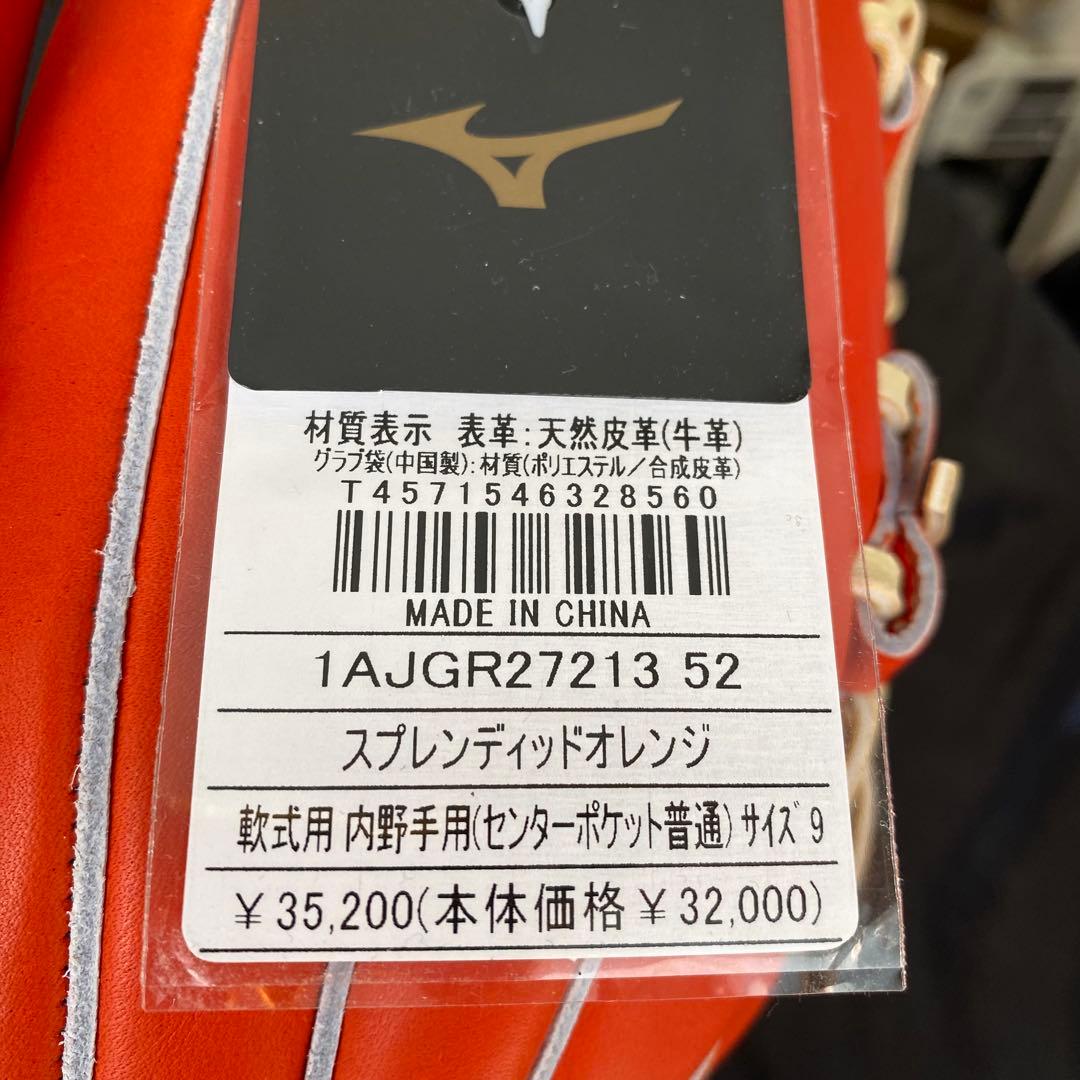 材質表示 表革:天然皮革(牛革)
グラブ袋(中国製):材質(ポリエステル/合成皮革)
T4571546328560
MADE IN CHINA
1AJGR27213 52
スプレンディッドオレンジ
軟式用 内野手用(センターポケット普通) サイズ 9
¥35,200(本体価格¥32,000)